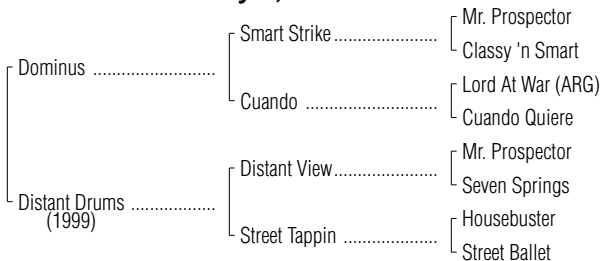 Mr. Prospector
Smart Strike .....................
Classy 'n Smart
Dominus .........................
Lord At War (ARG)
Cuando ...........................
Cuando Quiere
Mr. Prospector
Distant View.....................
Seven Springs
Distant Drums .................
(1999)
Housebuster
Street Tappin ...................
Street Ballet